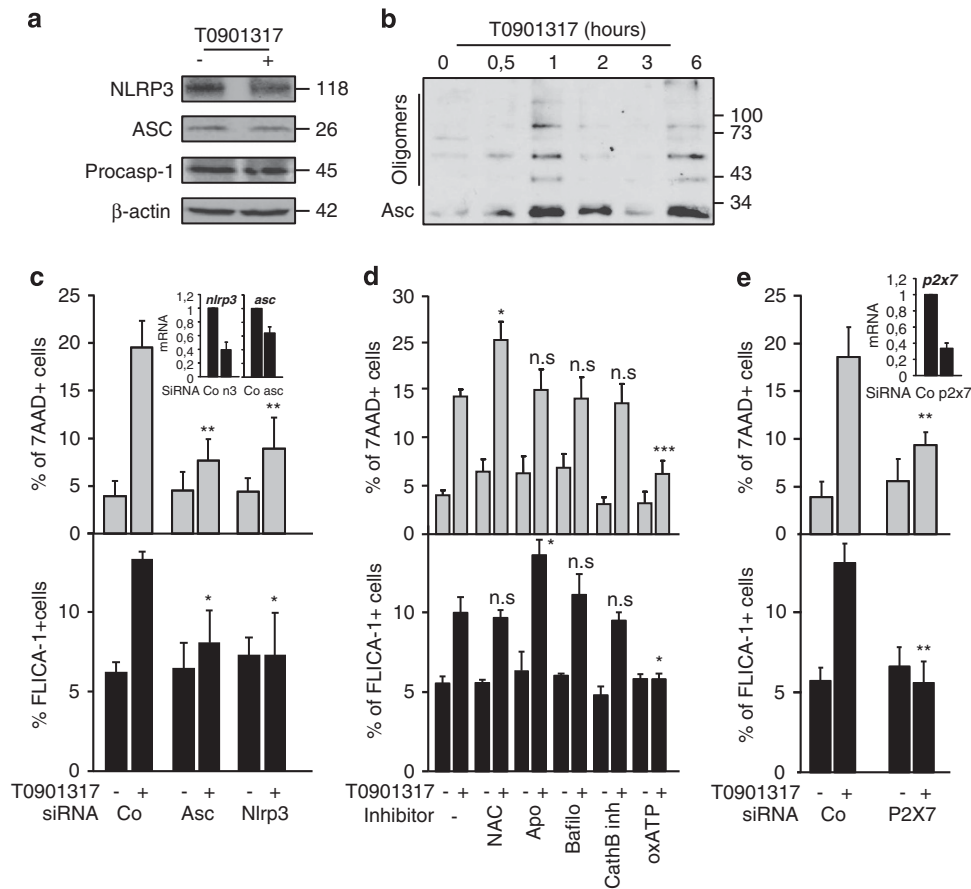 a
T0901317
- +
NLRP3 118
ASC 26
Procasp-1 45
β-actin 42
b
T0901317 (hours)
0 0,5 1 2 3 6
Oligomers
Asc
100
73
43
34
c
25
20
15
10
5
0
% of 7AAD+ cells
1,2
1
0,8
0,6
0,4
0,2
0
mRNA
nlrp3 asc
SiRNA Co n3 Co asc
**
**
10
5
0
% FLICA-1+cells
*
*
T0901317 - + - + - +
siRNA Co Asc Nlrp3
d
30
25
20
15
10
5
0
% of 7AAD+ cells
*
n.s
n.s
n.s
***
10
5
0
% of FLICA-1+ cells
n.s
*
n.s
n.s
*
T0901317 - + - + - + - + - + - +
Inhibitor - NAC Apo Bafilo CathB inh oxATP
e
25
20
15
10
5
0
% of 7AAD+ cells
p2x7
1,2
1
0,8
0,6
0,4
0,2
0
mRNA
SiRNA Co p2x7
**
10
5
0
% of FLICA-1+ cells
**
T0901317 - + - +
siRNA Co P2X7